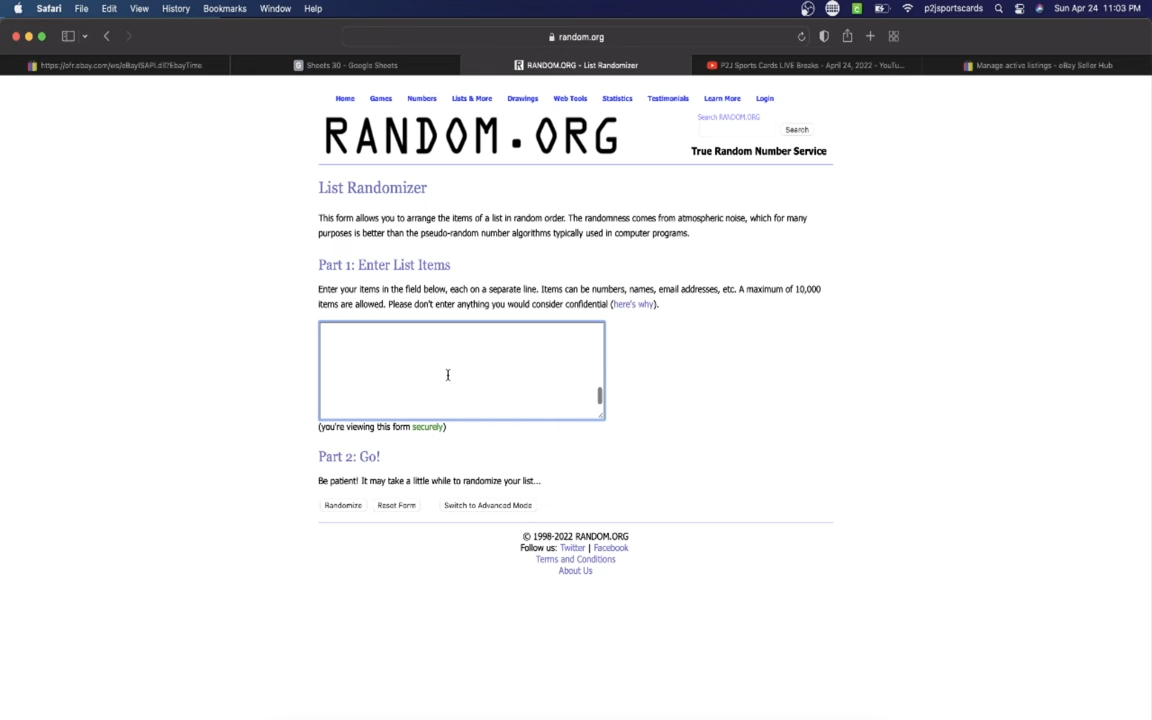 Safari File Edit View History Bookmarks Window Help p2jsportscards Sun Apr 24 11:03 PM
random.org
https://ofr.ebay.com/ws/eBayISAPI.dll?EbayTime Sheets 30 - Google Sheets RANDOM.ORG - List Randomizer P2J Sports Cards LIVE Breaks - April 24, 2022 - YouTu... Manage active listings - eBay Seller Hub
Home Games Numbers Lists & More Drawings Web Tools Statistics Testimonials Learn More Login
Search RANDOM.ORG
RANDOM.ORG
Search
True Random Number Service
List Randomizer
This form allows you to arrange the items of a list in random order. The randomness comes from atmospheric noise, which for many
purposes is better than the pseudo-random number algorithms typically used in computer programs.
Part 1: Enter List Items
Enter your items in the field below, each on a separate line. Items can be numbers, names, email addresses, etc. A maximum of 10,000
items are allowed. Please don't enter anything you would consider confidential (here's why).
(you're viewing this form securely)
Part 2: Go!
Be patient! It may take a little while to randomize your list...
Randomize Reset Form Switch to Advanced Mode
© 1998-2022 RANDOM.ORG
Follow us: Twitter | Facebook
Terms and Conditions
About Us